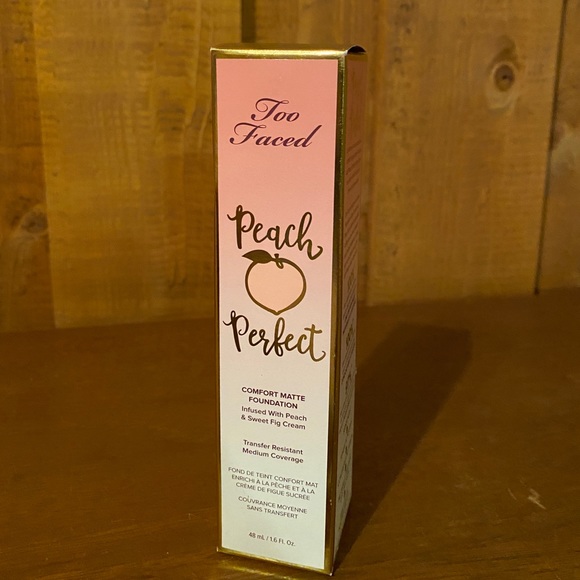 Too
Faced
Peach
Perfect
COMFORT MATTE
FOUNDATION
Infused With Peach
& Sweet Fig Cream
Transfer Resistant
Medium Coverage
FOND DE TEINT CONFORT MAT
ENRICHI À LA PÊCHE ET À LA
CRÈME DE FIGUE SUCRÉE
COUVRANCE MOYENNE
SANS TRANSFERT
48 mL / 1.6 Fl. Oz.